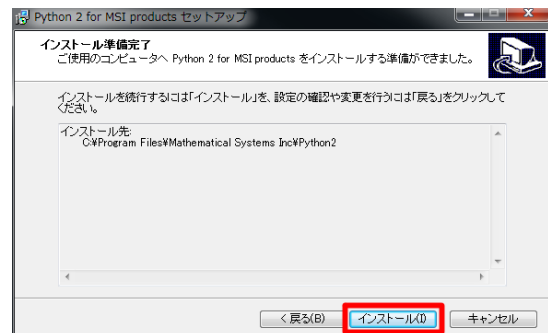 Python 2 for MSI products セットアップ
インストール準備完了
ご使用のコンピュータへ Python 2 for MSI products をインストールする準備ができました。
インストールを続行するには「インストール」を、設定の確認や変更を行うには「戻る」をクリックして
ください。
インストール先:
C:¥Program Files¥Mathematical Systems Inc¥Python2
< 戻る(B)
インストール(I)
キャンセル